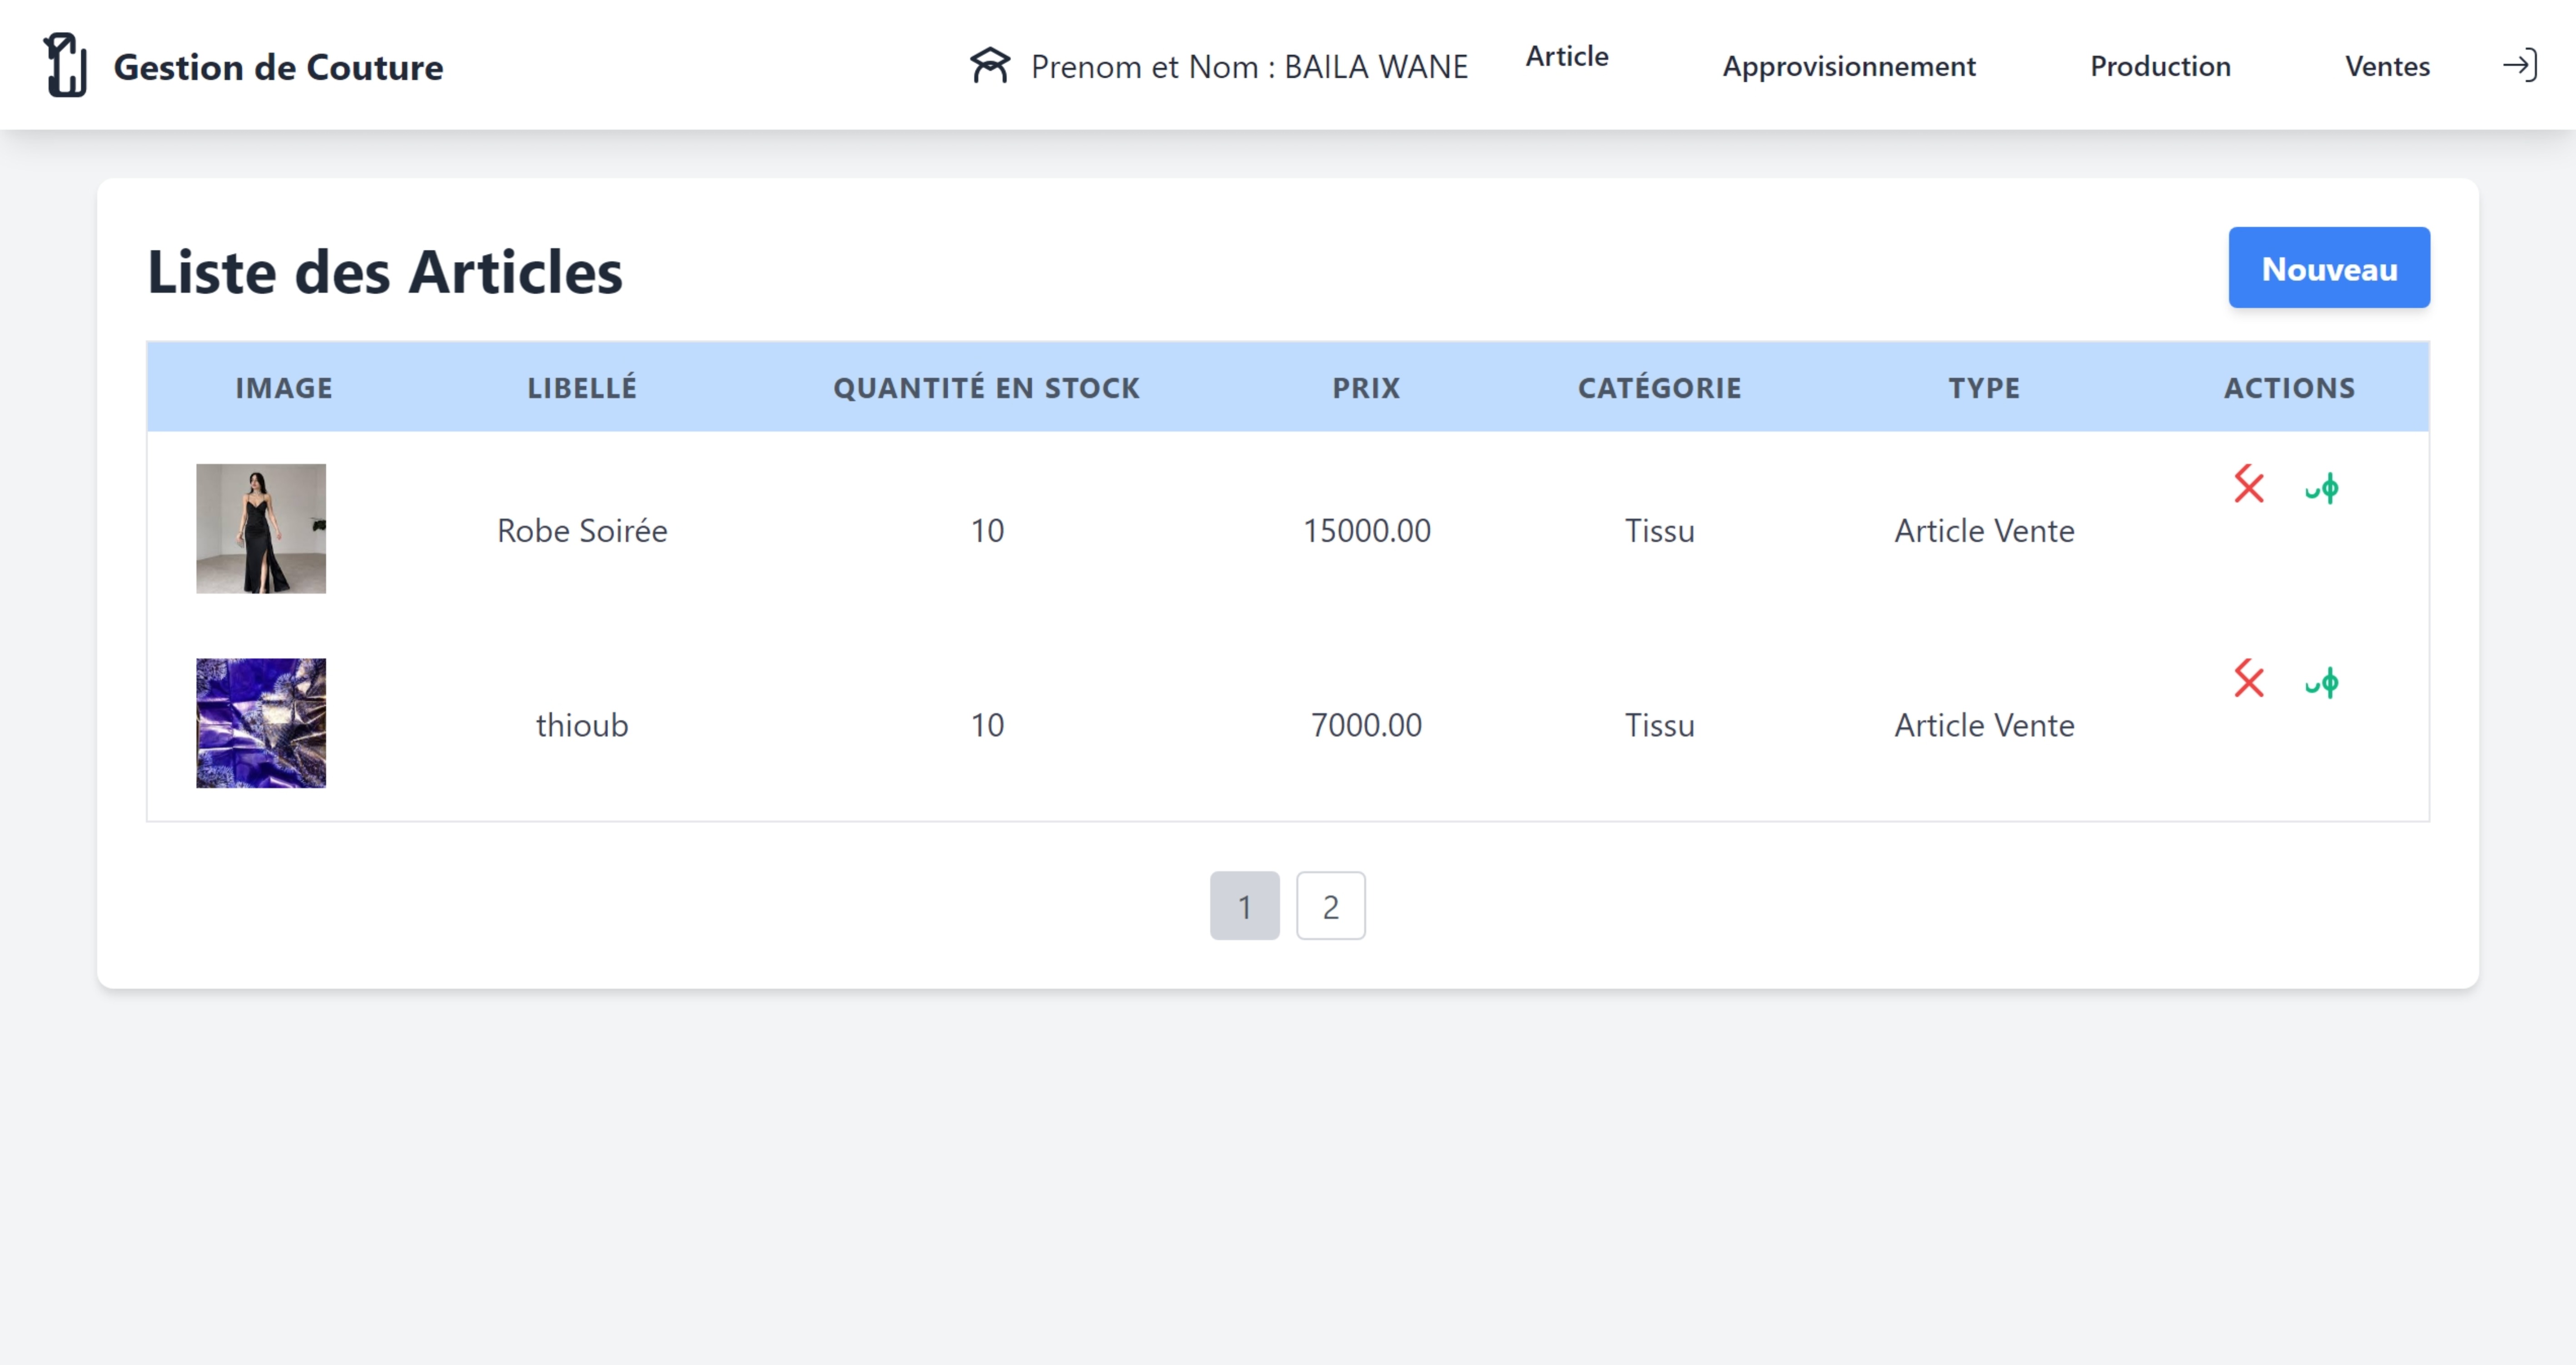 Gestion de Couture
Prenom et Nom : BAILA WANE
Article
Approvisionnement
Production
Ventes
Liste des Articles
Nouveau
IMAGE LIBELLÉ QUANTITÉ EN STOCK PRIX CATÉGORIE TYPE ACTIONS
Robe Soirée 10 15000.00 Tissu Article Vente
thioub 10 7000.00 Tissu Article Vente
1 2